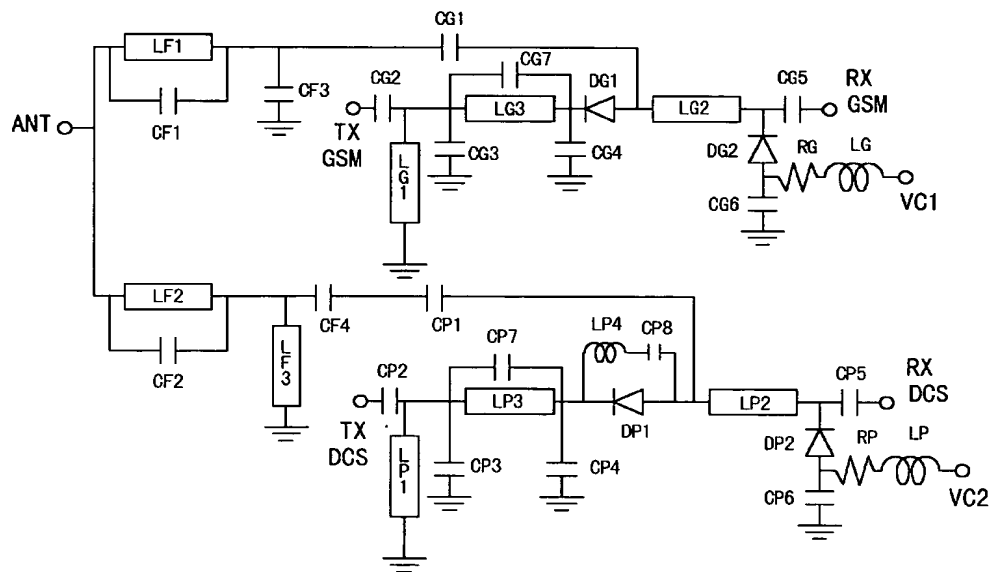 CG1
LF1
CG7
CG2
DG1
CG5
RX
GSM
CF3
LG3
LG2
ANT
CF1
TX
GSM
RG
LG
DG2
CG3
CG4
LG1
CG6
VC1
LF2
CF4
CP1
LP4
CP8
CP7
CF2
LF3
CP2
CP5
RX
DCS
LP3
LP2
TX
DCS
DP1
DP2
RP
LP
LP1
CP3
CP4
CP6
VC2